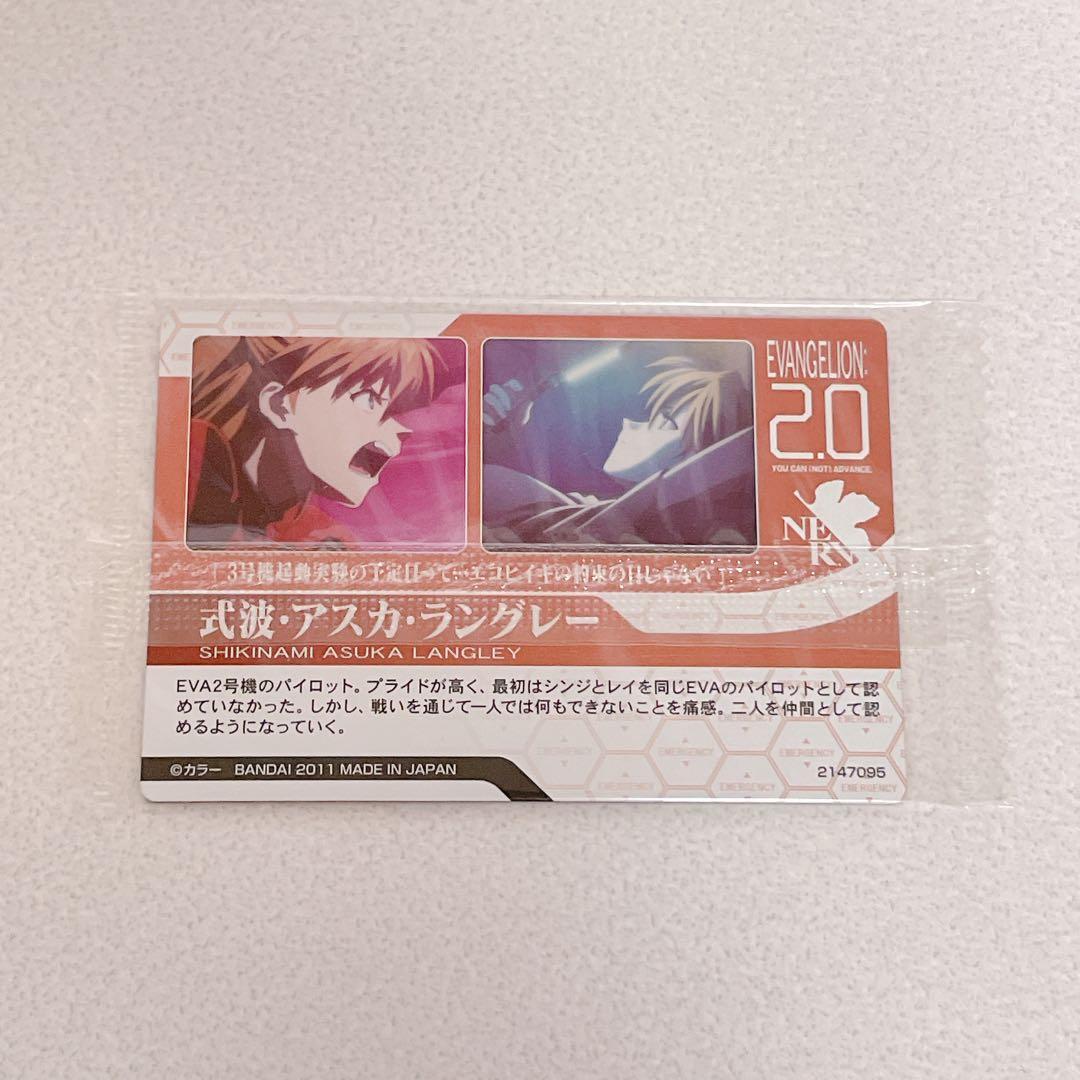 EVANGELION:
2.0
YOU CAN (NOT) ADVANCE.
NERV
「3号機起動実験の予定日って…エコヒイキの約束の日じゃない」
式波・アスカ・ラングレー
SHIKINAMI ASUKA LANGLEY
EVA2号機のパイロット。プライドが高く、最初はシンジとレイを同じEVAのパイロットとして認
めていなかった。しかし、戦いを通じて一人では何もできないことを痛感。二人を仲間として認
めるようになっていく。
EMERGENCY
EMERGENCY
EMERGENCY
EMERGENCY
EMERGENCY
©カラー BANDAI 2011 MADE IN JAPAN
2147095